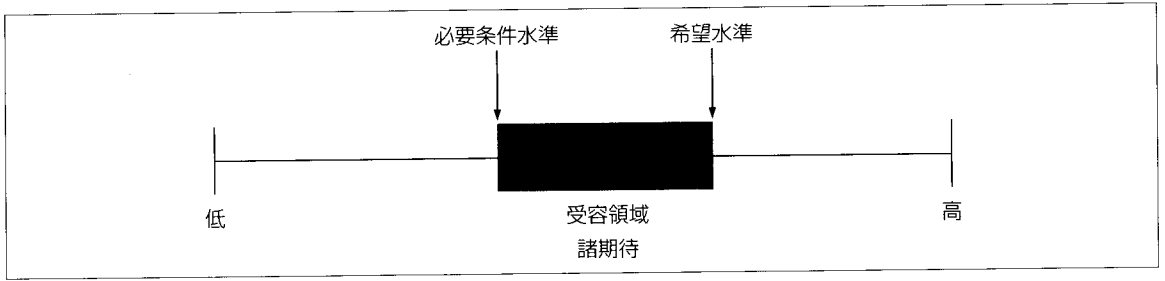 必要条件水準
希望水準
低
高
受容領域
諸期待